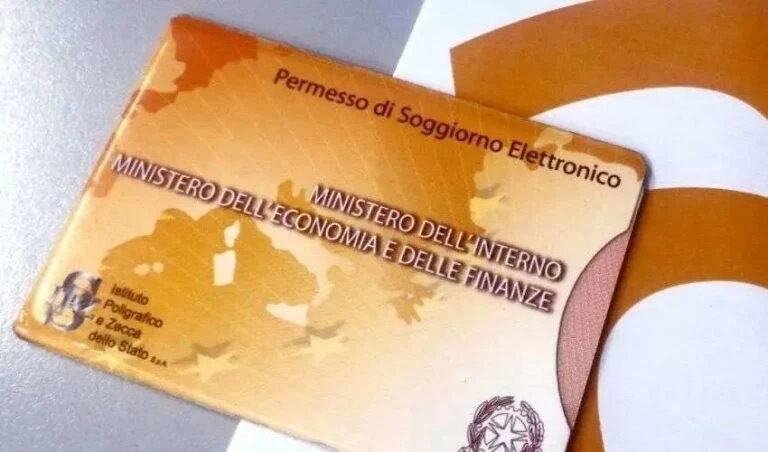 Permesso di Soggiorno Elettronico
MINISTERO DELL'INTERNO
MINISTERO DELL'ECONOMIA E DELLE FINANZE
Istituto
Poligrafico
e Zecca
dello Stato S.p.A.